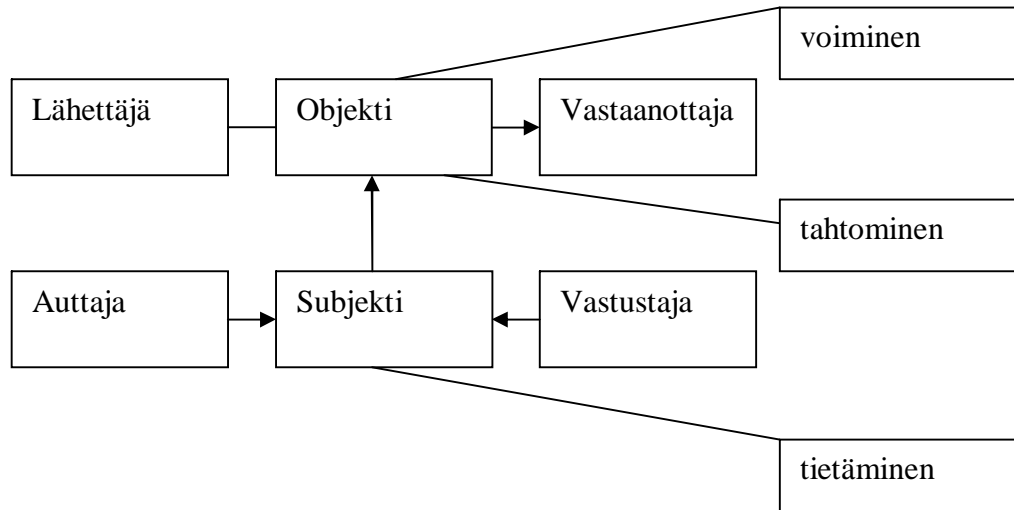 voiminen
Lähettäjä
Objekti
Vastaanottaja
tahtominen
Auttaja
Subjekti
Vastustaja
tietäminen